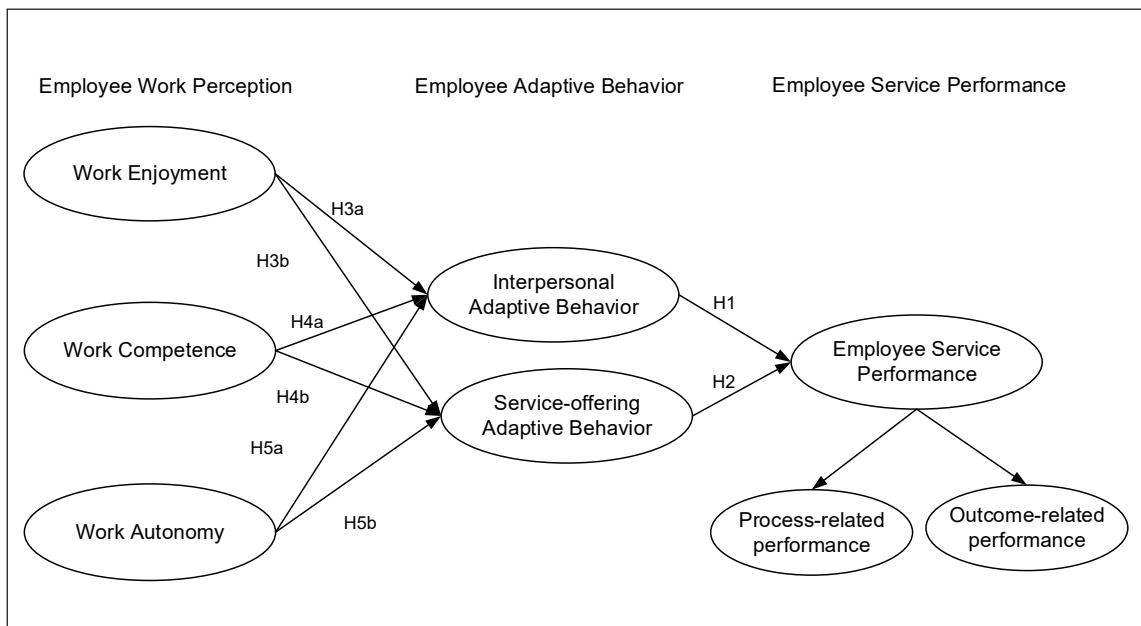 Employee Work Perception
Employee Adaptive Behavior
Employee Service Performance
Work Enjoyment
H3a
H3b
Interpersonal
Adaptive Behavior
H1
H4a
Work Competence
Employee Service
Performance
H2
H4b
Service-offering
Adaptive Behavior
H5a
Work Autonomy
H5b
Process-related
performance
Outcome-related
performance